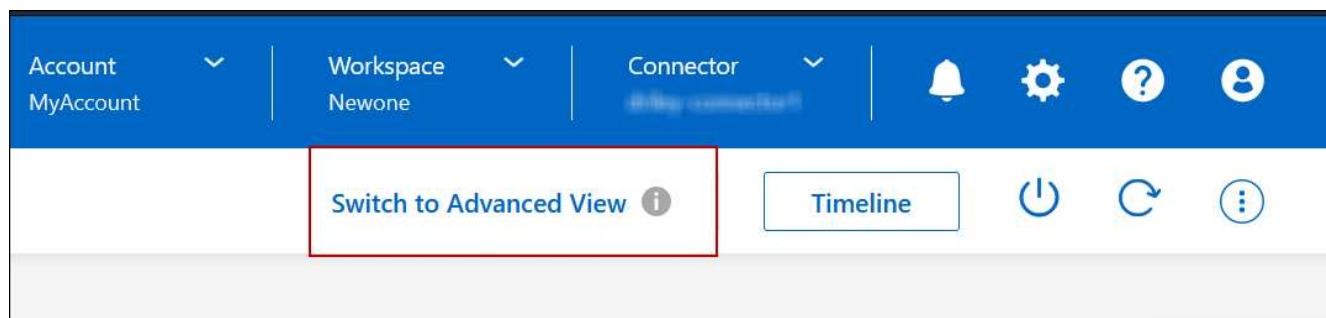 Account
MyAccount
Workspace
Newone
Connector
Switch to Advanced View
Timeline